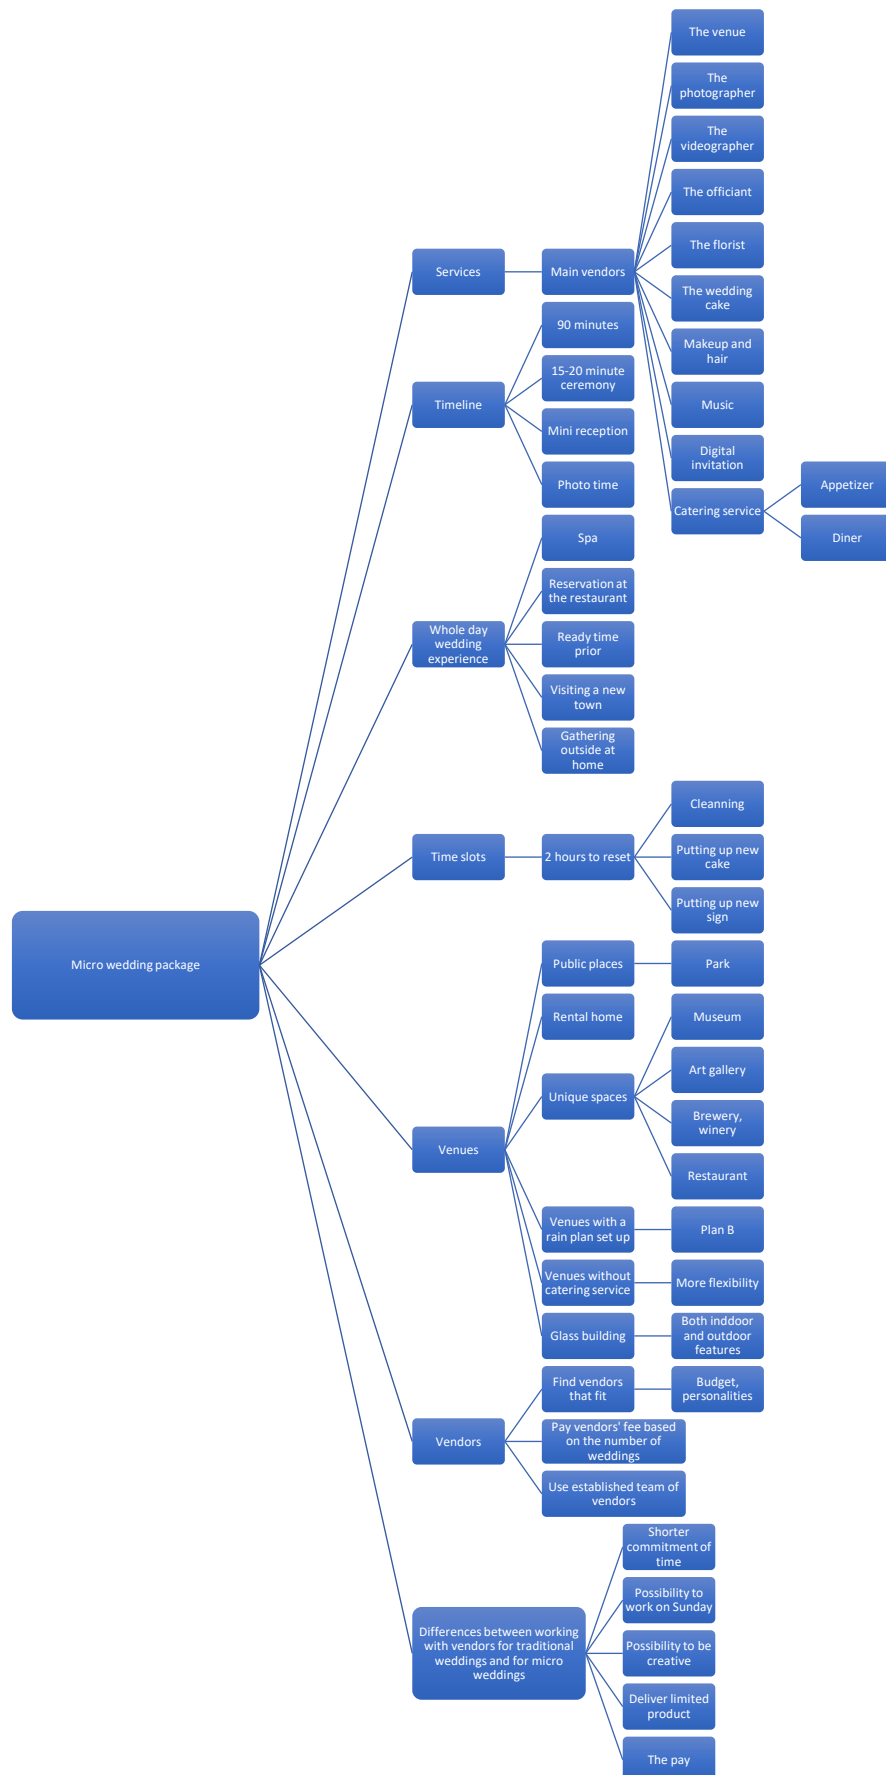 Micro wedding package
Services
Main vendors
The venue
The
photographer
The
videographer
The officiant
The florist
The wedding
cake
Makeup and
hair
Music
Digital
invitation
Catering service
Appetizer
Diner
Timeline
90 minutes
15-20 minute
ceremony
Mini reception
Photo time
Whole day
wedding
experience
Spa
Reservation at
the restaurant
Ready time
prior
Visiting a new
town
Gathering
outside at
home
Time slots
2 hours to reset
Cleanning
Putting up new
cake
Putting up new
sign
Venues
Public places
Park
Rental home
Unique spaces
Museum
Art gallery
Brewery,
winery
Restaurant
Venues with a
rain plan set up
Plan B
Venues without
catering service
More flexibility
Glass building
Both inddoor
and outdoor
features
Vendors
Find vendors
that fit
Budget,
personalities
Pay vendors' fee based
on the number of
weddings
Use established team of
vendors
Differences between working
with vendors for traditional
weddings and for micro
weddings
Shorter
commitment of
time
Possibility to
work on Sunday
Possibility to be
creative
Deliver limited
product
The pay